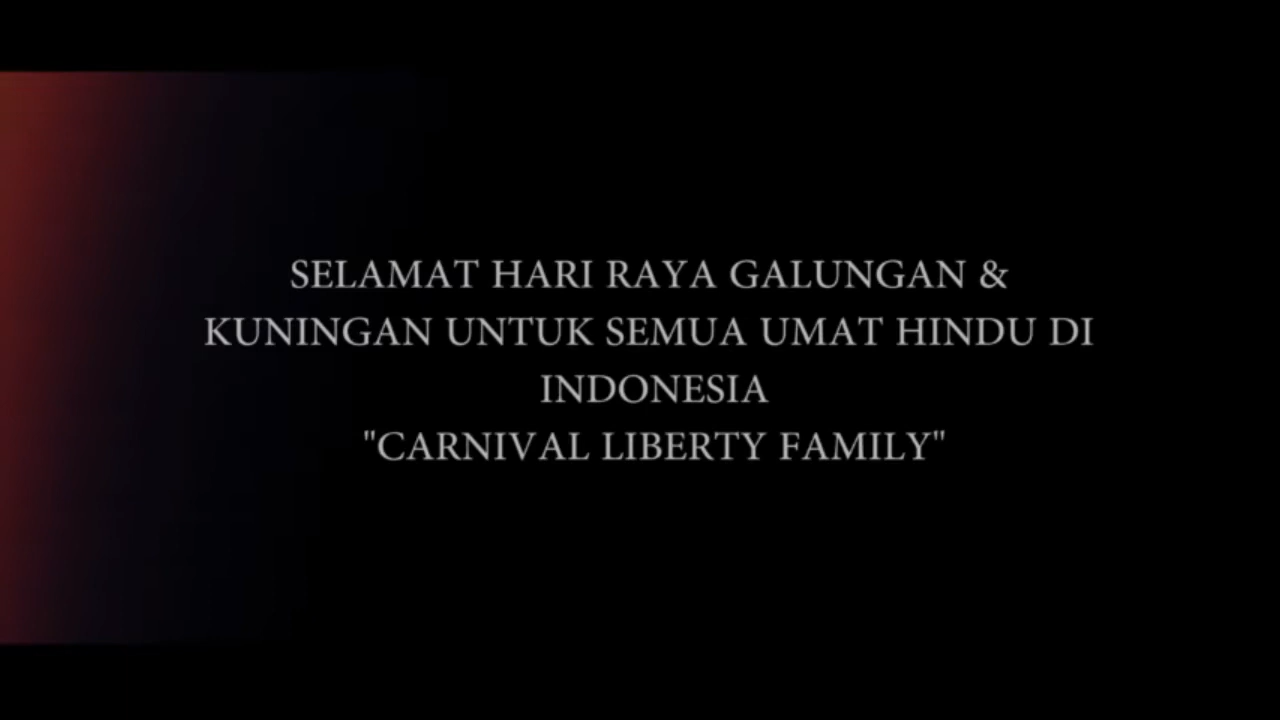 SELAMAT HARI RAYA GALUNGAN &
KUNINGAN UNTUK SEMUA UMAT HINDU DI
INDONESIA
"CARNIVAL LIBERTY FAMILY"